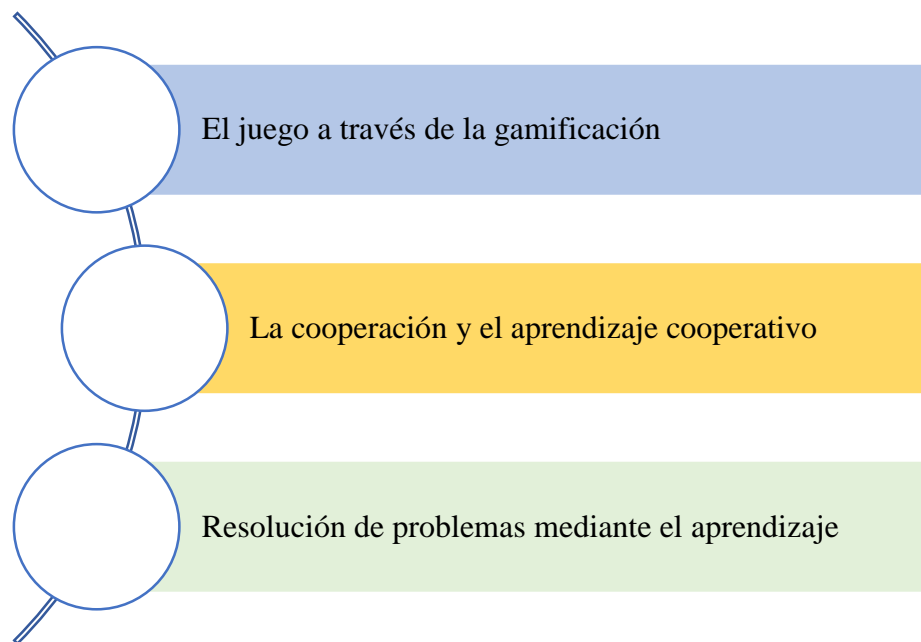 El juego a través de la gamificación
La cooperación y el aprendizaje cooperativo
Resolución de problemas mediante el aprendizaje